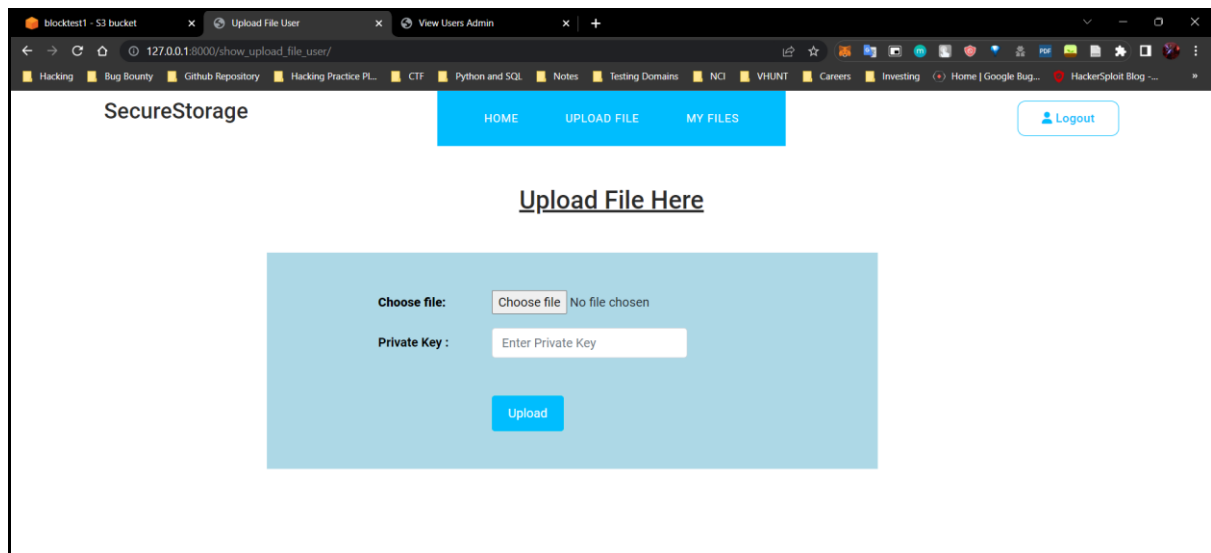 blocktest1 - S3 bucket
Upload File User
View Users Admin
127.0.0.1:8000/show_upload_file_user/
Hacking
Bug Bounty
Github Repository
Hacking Practice Pl...
CTF
Python and SQL
Notes
Testing Domains
NCI
VHUNT
Careers
Investing
Home | Google Bug...
HackerSploit Blog -...
SecureStorage
HOME
UPLOAD FILE
MY FILES
Logout
Upload File Here
Choose file:
Choose file No file chosen
Private Key :
Enter Private Key
Upload